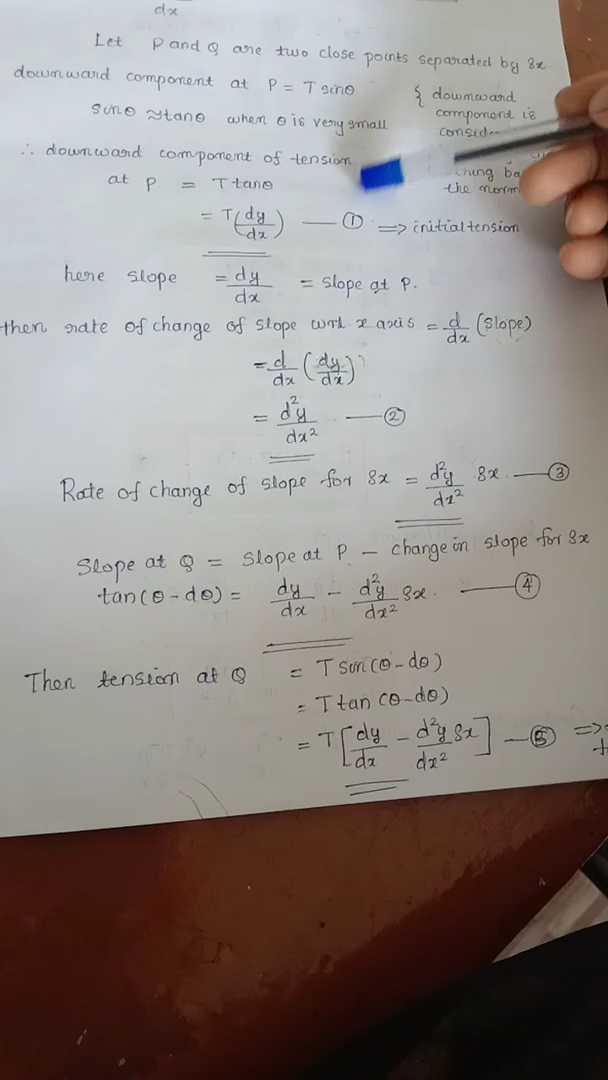 dx
Let P and Q are two close points separated by δx.
downward component at P = T sinθ { downward
sinθ ≈ tanθ when θ is very small component is
∴ downward component of tension
at P = T tanθ the norm
= T(dy/dx) — ① => initial tension
here slope = dy/dx = slope at P.
then rate of change of slope wrt x axis = d/dx (slope)
= d/dx (dy/dx)
= d²y/dx² — ②
Rate of change of slope for δx = d²y/dx² δx. — ③
Slope at Q = slope at P – change in slope for δx
tan(θ-dθ) = dy/dx – d²y/dx² δx. — ④
Then tension at Q = T sin(θ-dθ)
= T tan(θ-dθ)
= T[dy/dx – d²y/dx² δx] — ⑤ =>